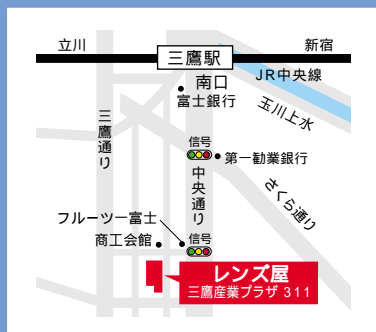 立川
新宿
三鷹駅
JR中央線
南口
富士銀行
玉川上水
三鷹通り
信号
第一勧業銀行
中央通り
さくら通り
フルーツ一富士
商工会館
信号
レンズ屋
三鷹産業プラザ 311